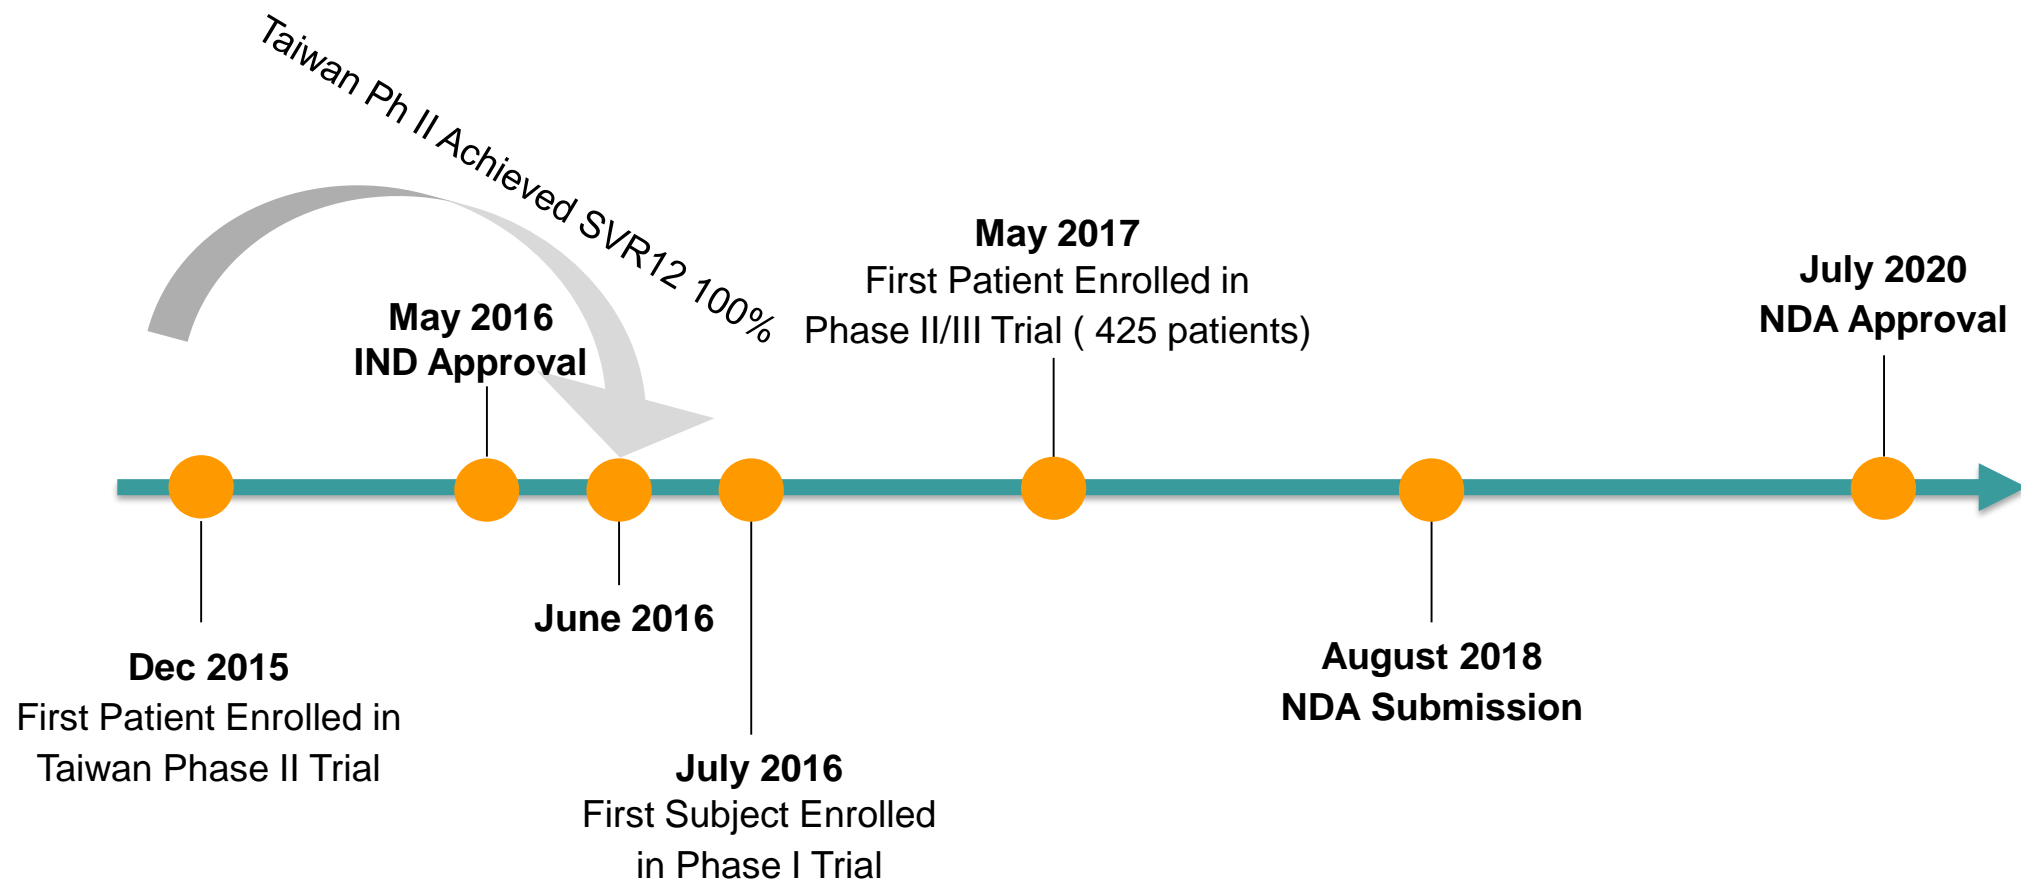 Taiwan Ph II Achieved SVR12 100%
May 2016
IND Approval
May 2017
First Patient Enrolled in
Phase II/III Trial ( 425 patients)
July 2020
NDA Approval
Dec 2015
First Patient Enrolled in
Taiwan Phase II Trial
June 2016
July 2016
First Subject Enrolled
in Phase I Trial
August 2018
NDA Submission